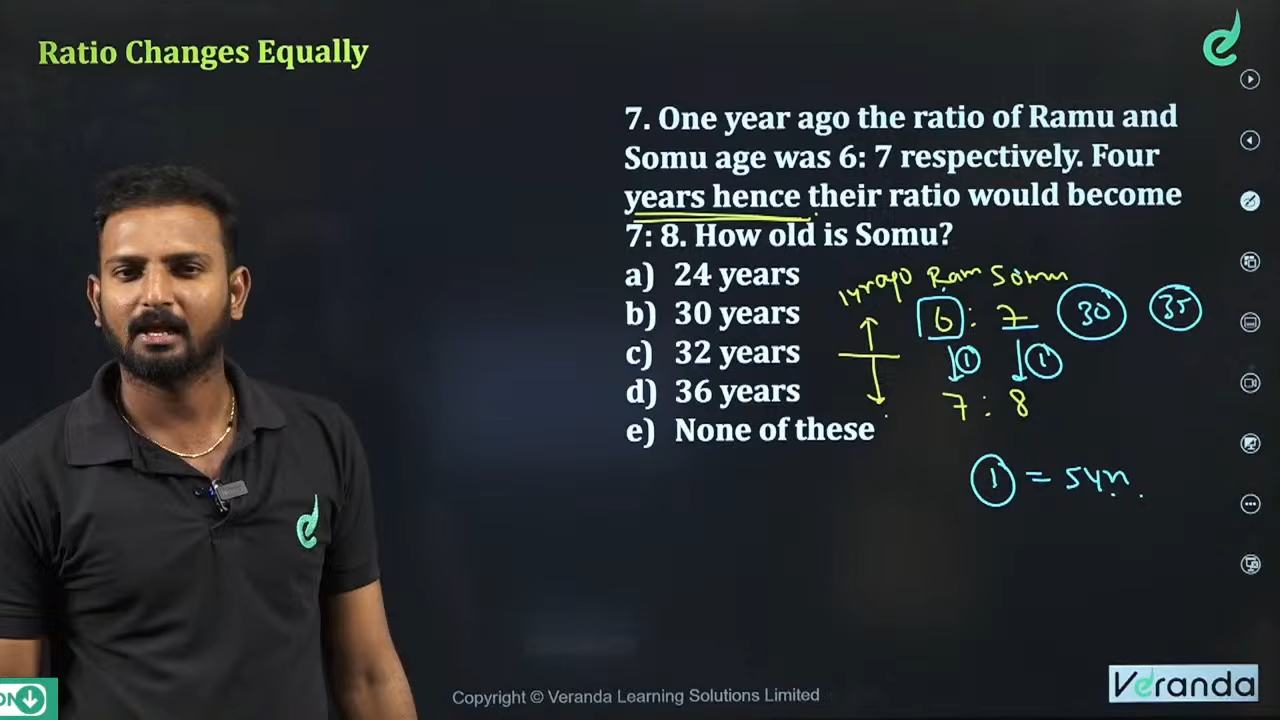 Ratio Changes Equally
7. One year ago the ratio of Ramu and
Somu age was 6: 7 respectively. Four
years hence their ratio would become
7: 8. How old is Somu?
a) 24 years
b) 30 years
c) 32 years
d) 36 years
e) None of these
1yr ago Ram Somu
6 : 7 30 35
1 1
7 : 8
1 = 5yr.
ON
Copyright © Veranda Learning Solutions Limited
Veranda